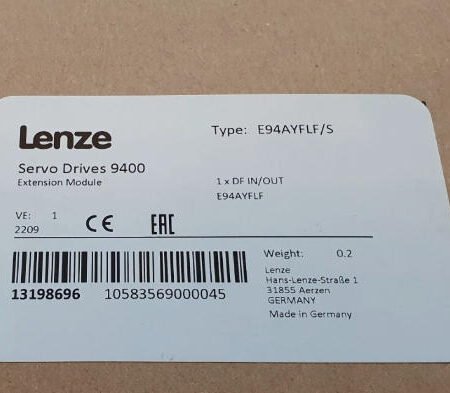 Lenze
Type: E94AYFLF/S
Servo Drives 9400
Extension Module
1 x DF IN/OUT
E94AYFLF
VE: 1
2209
CE EAC
Weight: 0.2
Lenze
Hans-Lenze-Straße 1
31855 Aerzen
GERMANY
Made in Germany
13198696 10583569000045